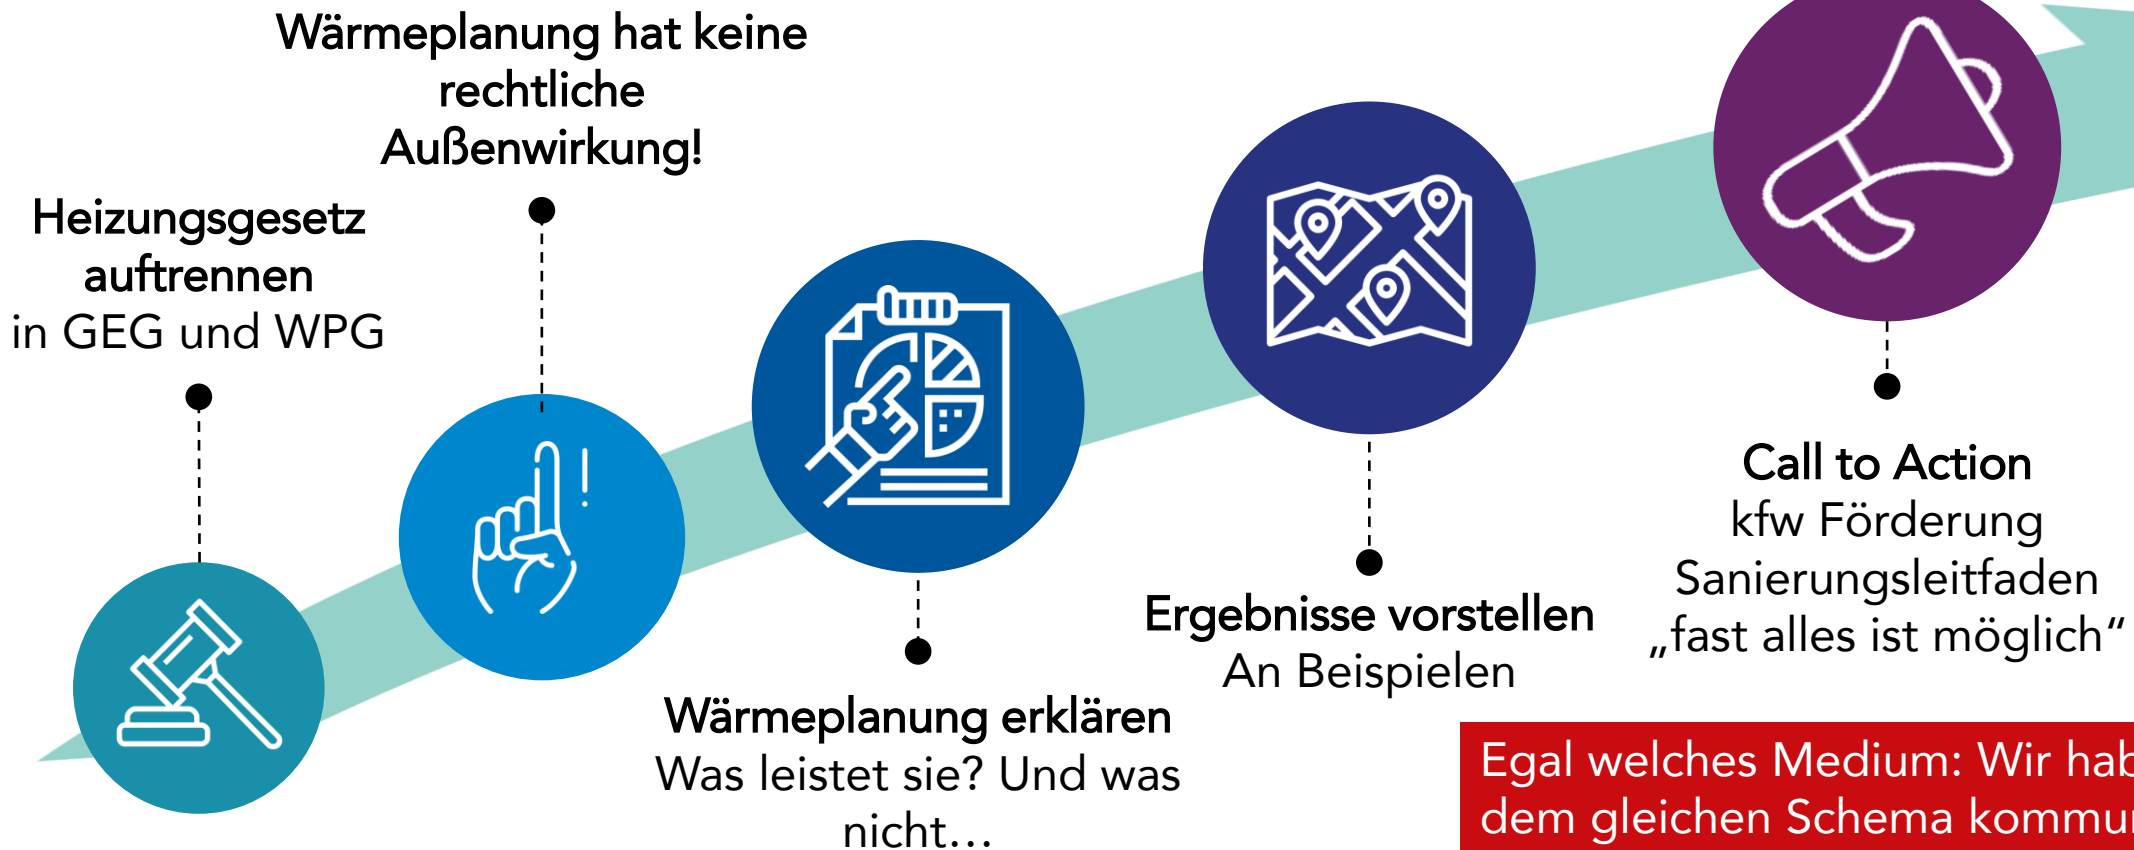 Wärmeplanung hat keine
rechtliche
Außenwirkung!
Heizungsgesetz
auftrennen
in GEG und WPG
Wärmeplanung erklären
Was leistet sie? Und was
nicht...
Ergebnisse vorstellen
An Beispielen
Call to Action
kfw Förderung
Sanierungsleitfaden
„fast alles ist möglich“
Egal welches Medium: Wir
dem gleichen Schema